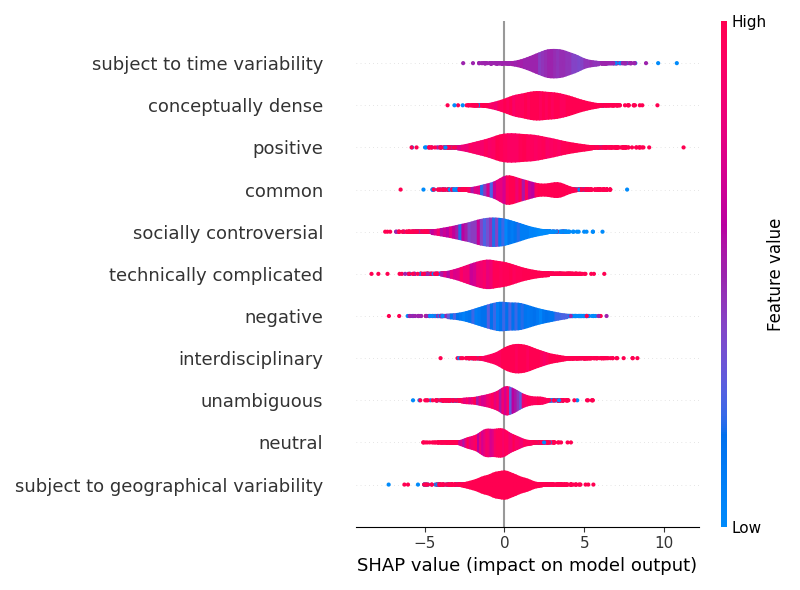 High
subject to time variability
conceptually dense
positive
common
socially controversial
technically complicated
negative
interdisciplinary
unambiguous
neutral
subject to geographical variability
Feature value
Low
−5 0 5 10
SHAP value (impact on model output)